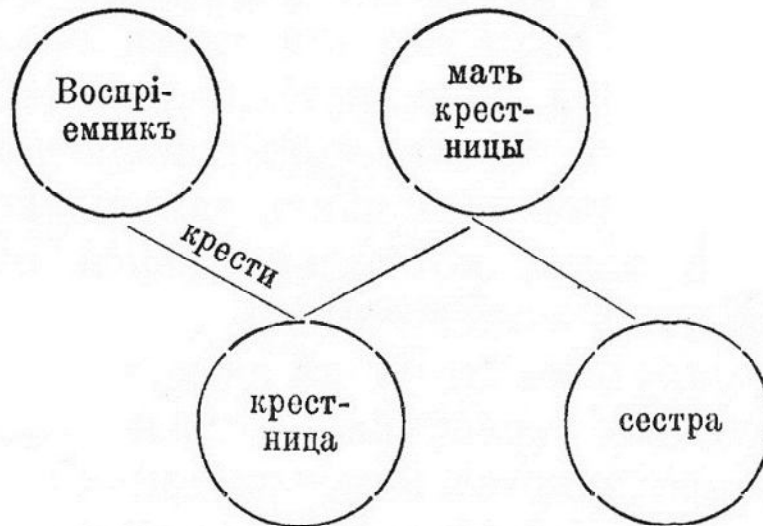 Воспрі-
емникъ
мать
крест-
ницы
крести
крест-
ница
сестра